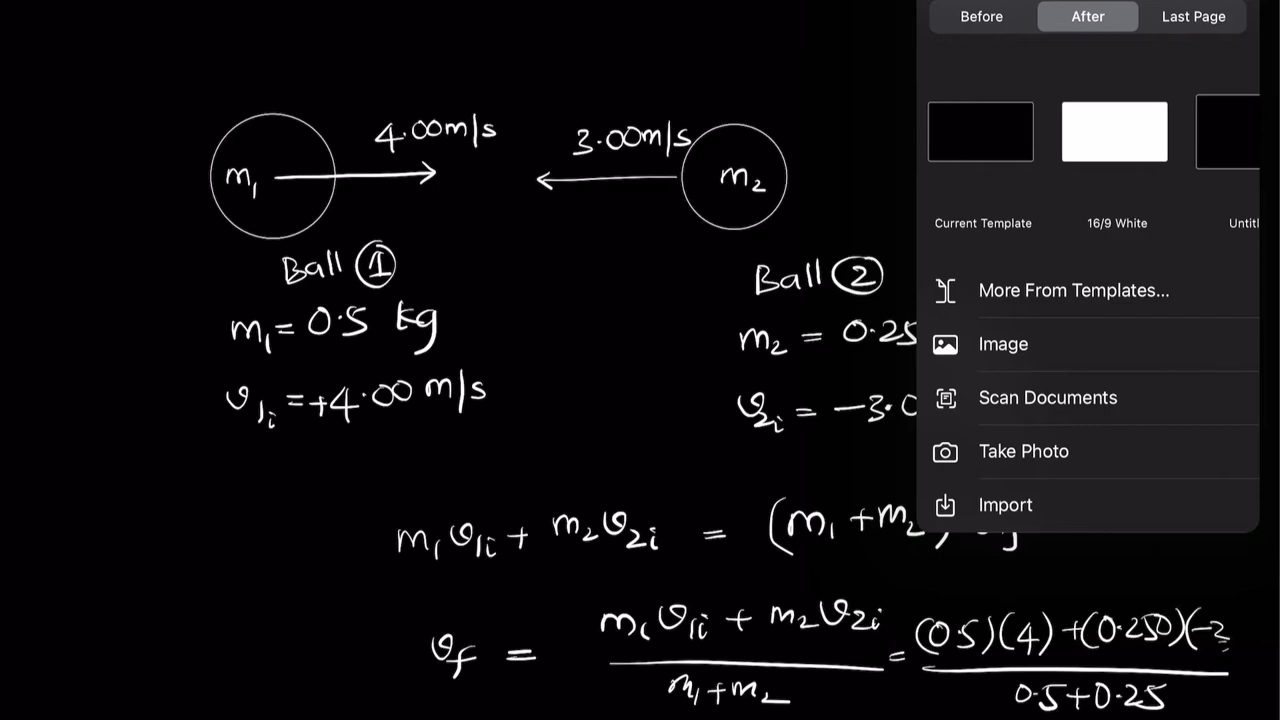 Before After Last Page
4.00m/s 3.00m/s
m₁ m₂
Current Template 16/9 White
Ball ①
Ball ②
More From Templates...
m₁ = 0.5 kg
m₂ = 0.25
Image
v₁ᵢ = +4.00 m/s
v₂ᵢ = -3.0
Scan Documents
Take Photo
Import
m₁v₁ᵢ + m₂v₂ᵢ = (m₁ + m₂)
v_f = m₁v₁ᵢ + m₂v₂ᵢ = (0.5)(4) + (0.250)(-3
m₁ + m₂ 0.5+0.25